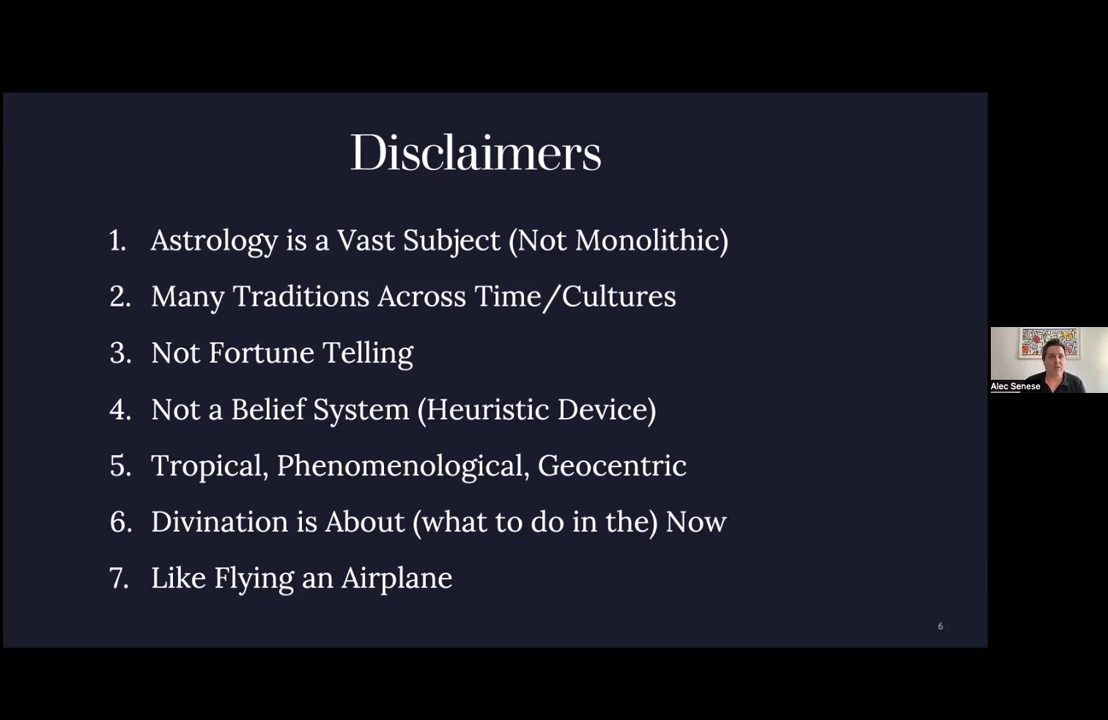 Disclaimers
1. Astrology is a Vast Subject (Not Monolithic)
2. Many Traditions Across Time/Cultures
3. Not Fortune Telling
4. Not a Belief System (Heuristic Device)
5. Tropical, Phenomenological, Geocentric
6. Divination is About (what to do in the) Now
7. Like Flying an Airplane
6
Alec Senese